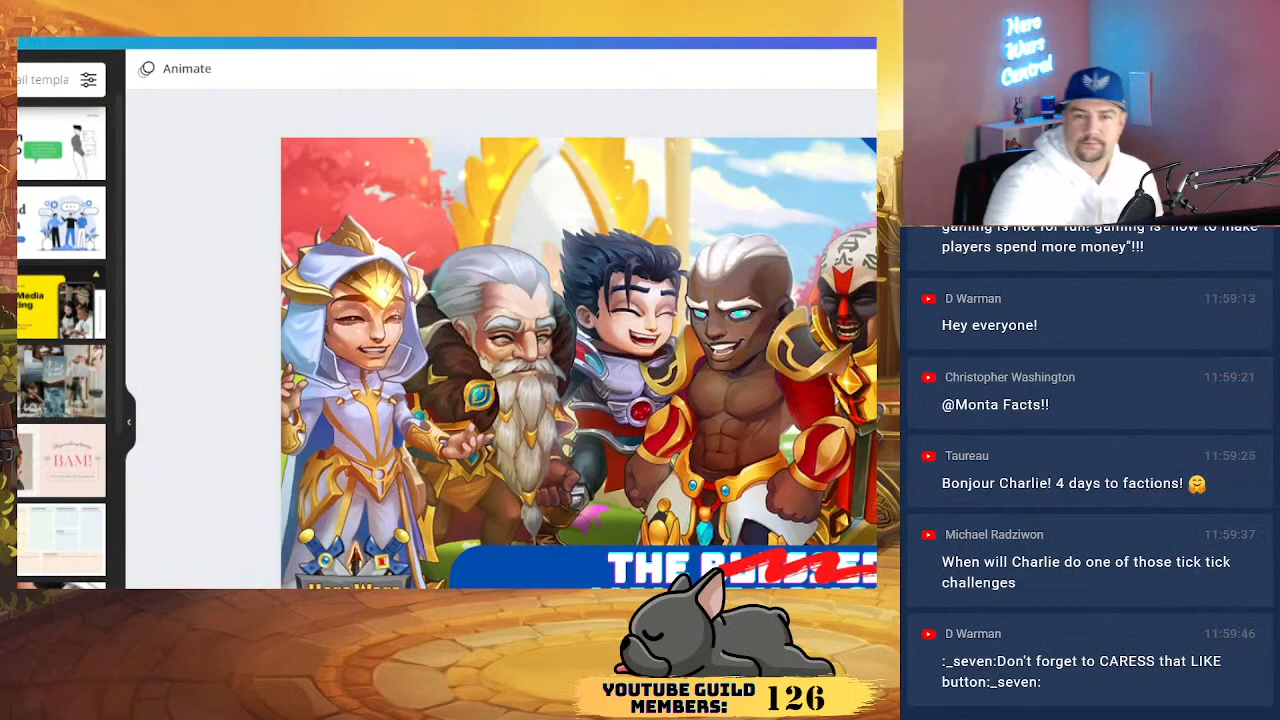 Animate
ail templa
Media
BAM!
THE
Hero
Wars
Central
gaming is not for fun! gaming is "how to make
players spend more money"!!!
D Warman 11:59:13
Hey everyone!
Christopher Washington 11:59:21
@Monta Facts!!
Taureau 11:59:25
Bonjour Charlie! 4 days to factions! 🤗
Michael Radziwon 11:59:37
When will Charlie do one of those tick tick
challenges
D Warman 11:59:46
:_seven:Don't forget to CARESS that LIKE
button:_seven:
YOUTUBE GUILD
MEMBERS: 126